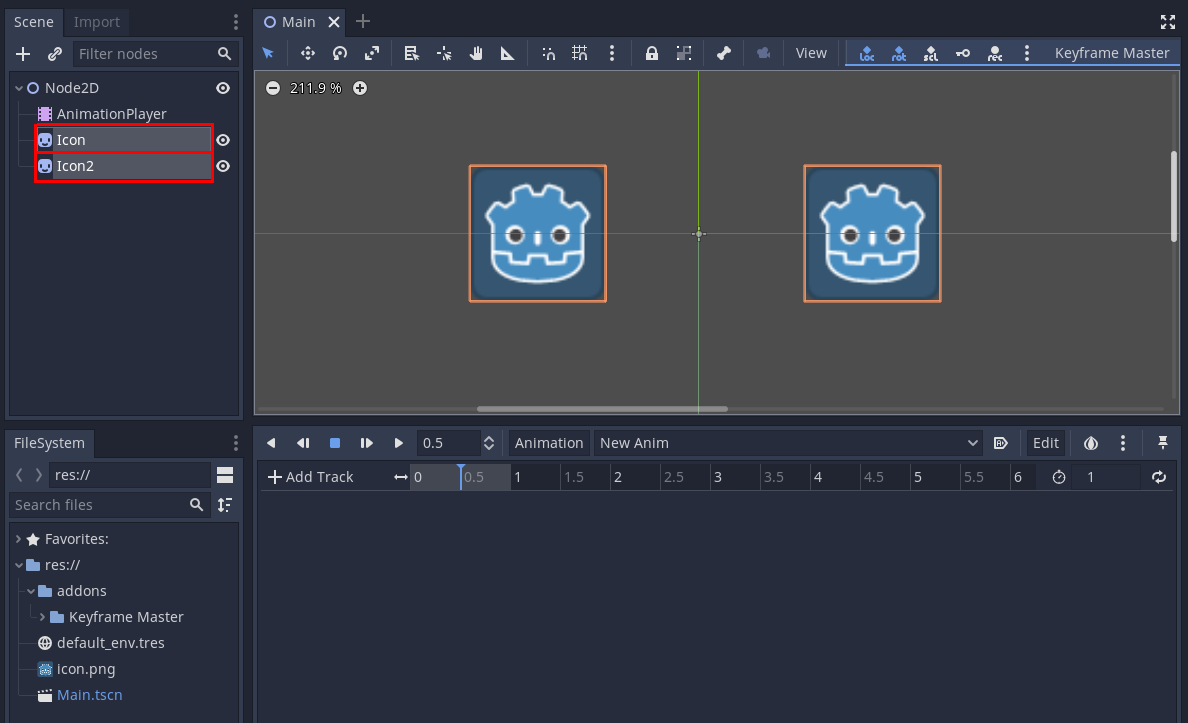 Scene
Import
Filter nodes
Node2D
AnimationPlayer
Icon
Icon2
Main
View
loc
rot
scl
rec
Keyframe Master
211.9 %
FileSystem
res://
Search files
Favorites:
res://
addons
Keyframe Master
default_env.tres
icon.png
Main.tscn
0.5
Animation
New Anim
Edit
Add Track
0 0.5 1 1.5 2 2.5 3 3.5 4 4.5 5 5.5 6
1